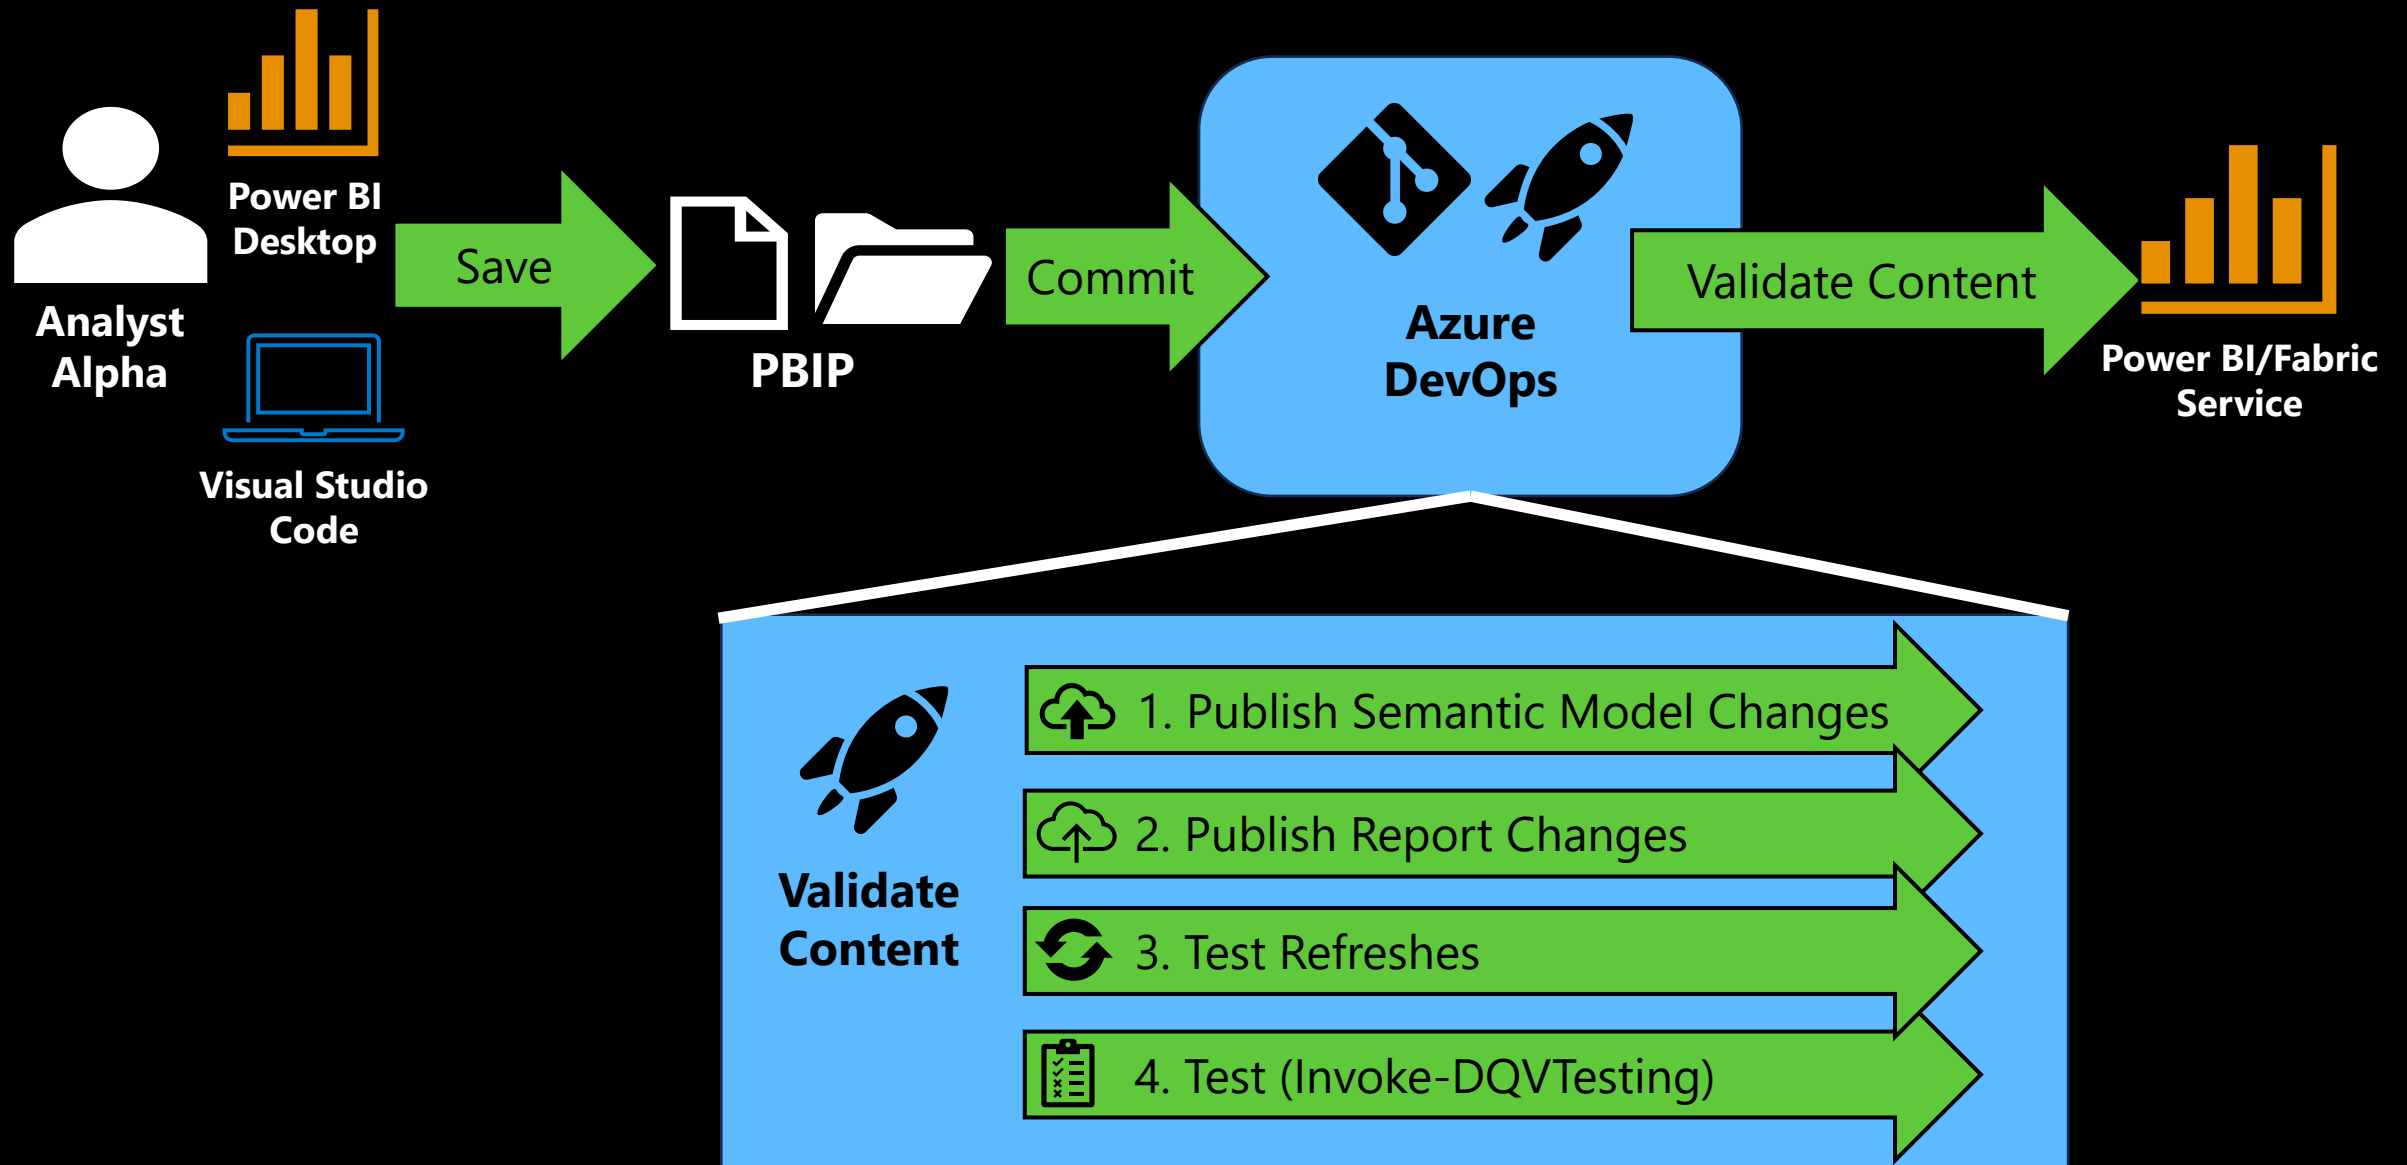 Power BI
Desktop
Analyst
Alpha
Visual Studio
Code
Save
PBIP
Commit
Azure
DevOps
Validate Content
Power BI/Fabric
Service
Validate
Content
1. Publish Semantic Model Changes
2. Publish Report Changes
3. Test Refreshes
4. Test (Invoke-DQVTesting)